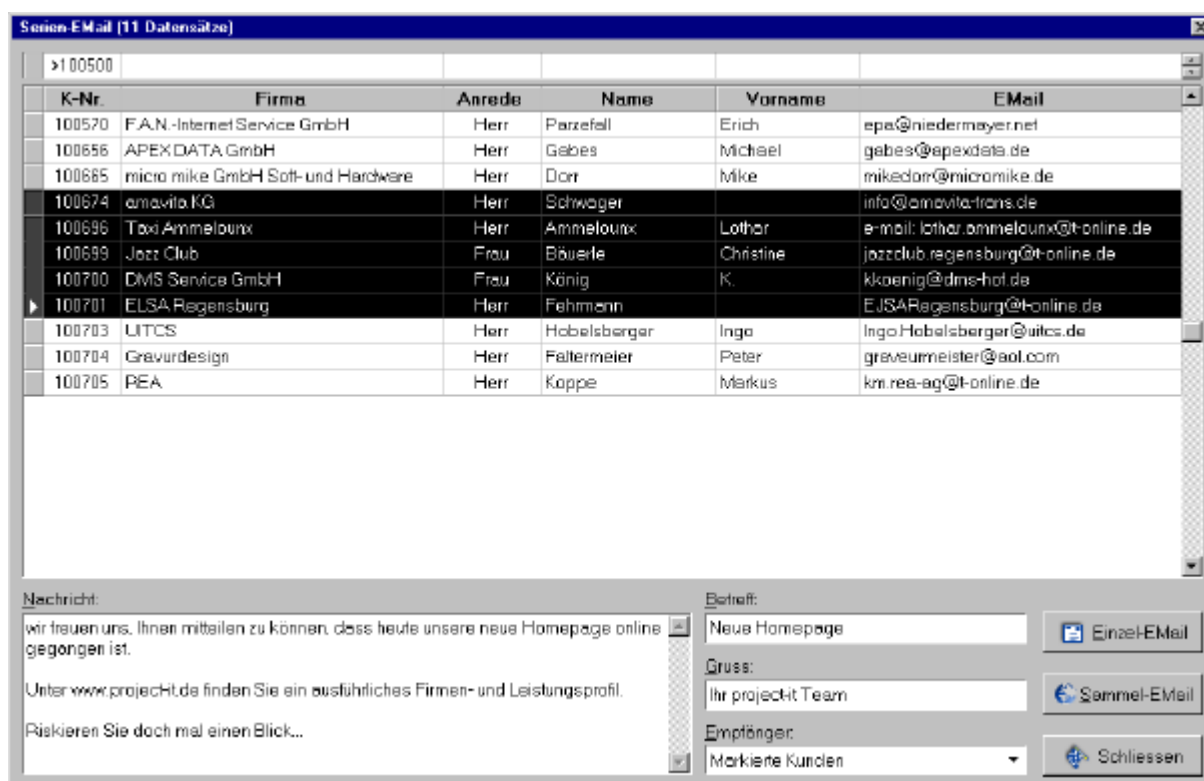 Serien-EMail (11 Datensätze)
>100500
K-Nr. Firma Anrede Name Vorname EMail
100570 F.A.N.-Internet Service GmbH Herr Parzefall Erich epa@niedermayer.net
100656 APEX DATA GmbH Herr Gabes Michael gabes@apexdata.de
100665 micro mike GmbH Soft- und Hardware Herr Dorr Mike mikedorr@micromike.de
100674 amavita KG Herr Schwager info@amavita-trans.de
100696 Taxi Ammelounx Herr Ammelounx Lothar e-mail: lothar.ammelounx@t-online.de
100699 Jazz Club Frau Bäuerle Christine jazzclub.regensburg@t-online.de
100700 DMS Service GmbH Frau König K. kkoenig@dms-hof.de
100701 ELSA Regensburg Herr Fehrmann EJSARegensburg@t-online.de
100703 UITCS Herr Hobelsberger Ingo Ingo.Hobelsberger@uitcs.de
100704 Gravurdesign Herr Faltermeier Peter graveurmeister@aol.com
100705 REA Herr Koppe Markus km.rea-ag@t-online.de
Nachricht:
wir freuen uns, Ihnen mitteilen zu können, dass heute unsere neue Homepage online
gegangen ist.
Unter www.project-it.de finden Sie ein ausführliches Firmen- und Leistungsprofil.
Riskieren Sie doch mal einen Blick...
Betreff:
Neue Homepage
Gruss:
Ihr project-it Team
Empfänger:
Markierte Kunden
Einzel-EMail
Sammel-EMail
Schliessen